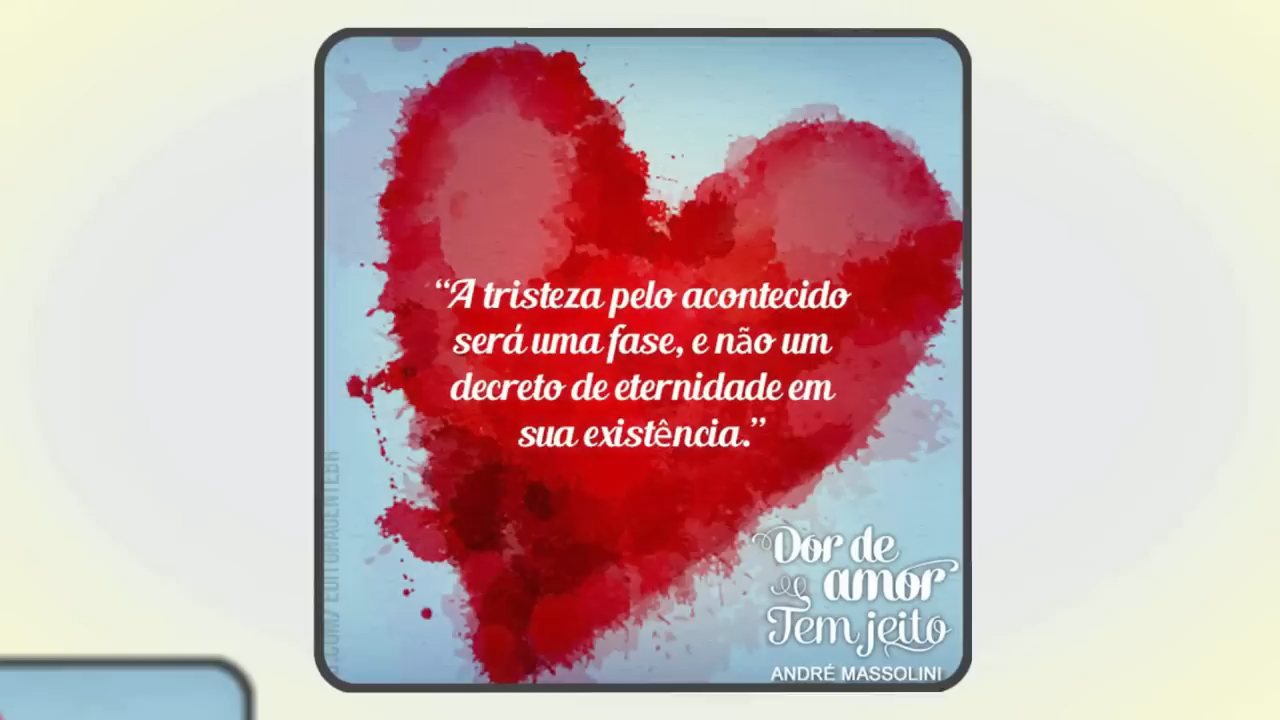 “A tristeza pelo acontecido
será uma fase, e não um
decreto de eternidade em
sua existência.”
Dor de
amor
Tem jeito
ANDRÉ MASSOLINI